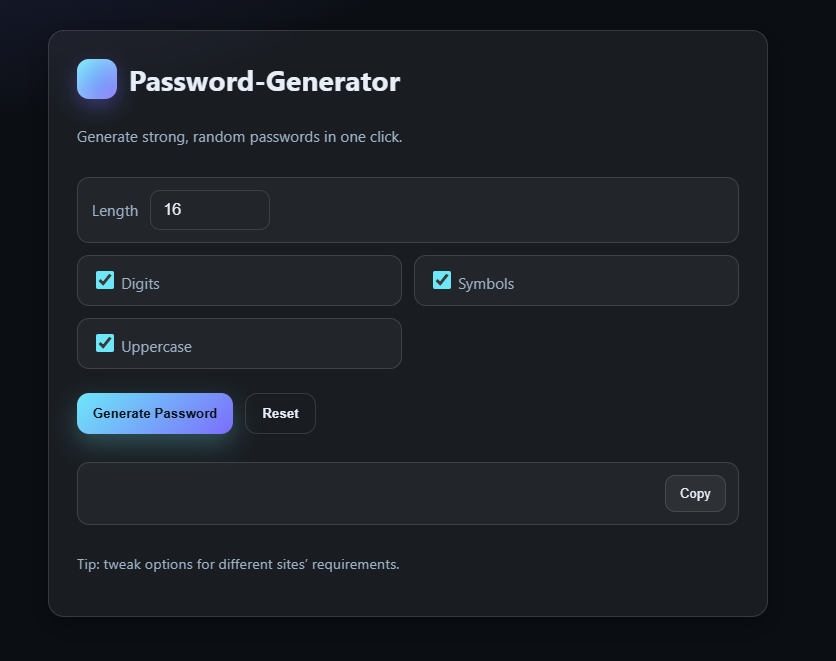 Password-Generator
Generate strong, random passwords in one click.
Length 16
Digits
Symbols
Uppercase
Generate Password
Reset
Copy
Tip: tweak options for different sites’ requirements.